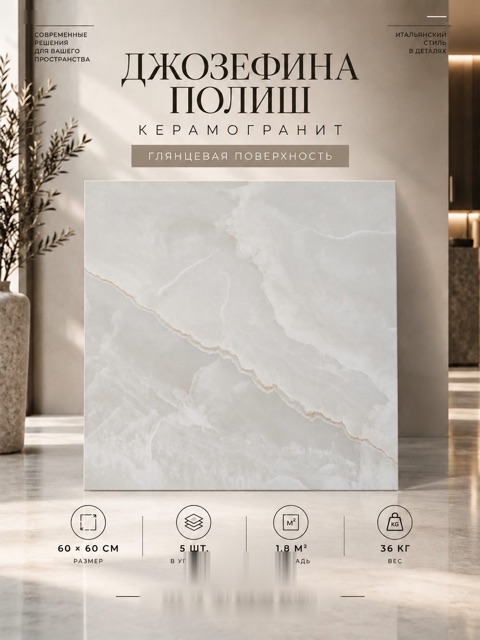 СОВРЕМЕННЫЕ
РЕШЕНИЯ
ДЛЯ ВАШЕГО
ПРОСТРАНСТВА
ИТАЛЬЯНСКИЙ
СТИЛЬ
В ДЕТАЛЯХ
ДЖОЗЕФИНА
ПОЛИШ
КЕРАМОГРАНИТ
ГЛЯНЦЕВАЯ ПОВЕРХНОСТЬ
60 × 60 СМ
РАЗМЕР
5 ШТ.
В
M²
1.8 М²
KG
36 КГ
ВЕС